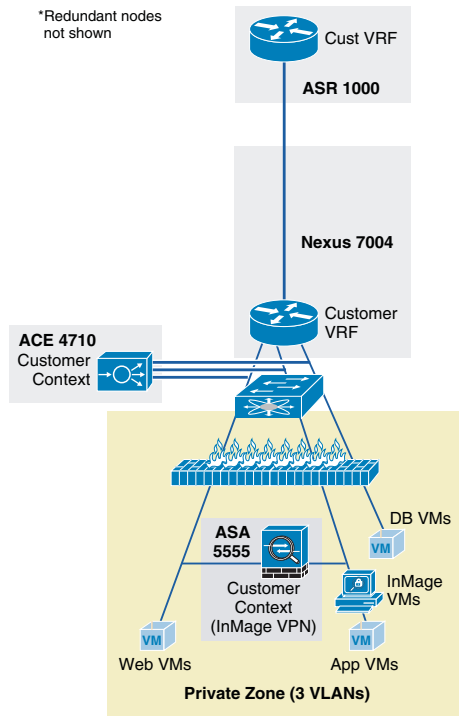 *Redundant nodes
not shown
Cust VRF
ASR 1000
Nexus 7004
Customer
VRF
ACE 4710
Customer
Context
DB VMs
VM
ASA
5555
Customer
Context
(InMage VPN)
InMage
VMs
VM
Web VMs
VM
App VMs
Private Zone (3 VLANs)